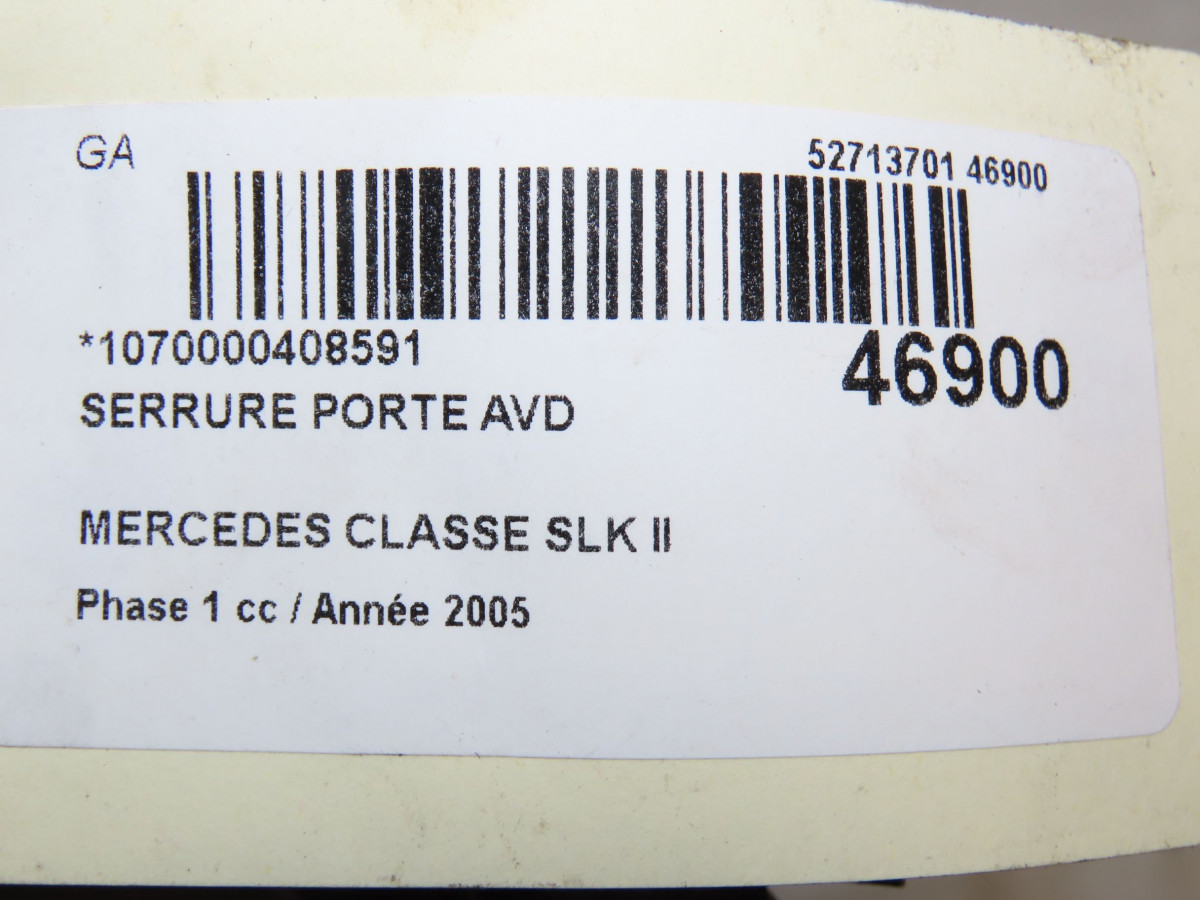 GA
52713701 46900
*1070000408591
46900
SERRURE PORTE AVD
MERCEDES CLASSE SLK II
Phase 1 cc / Année 2005